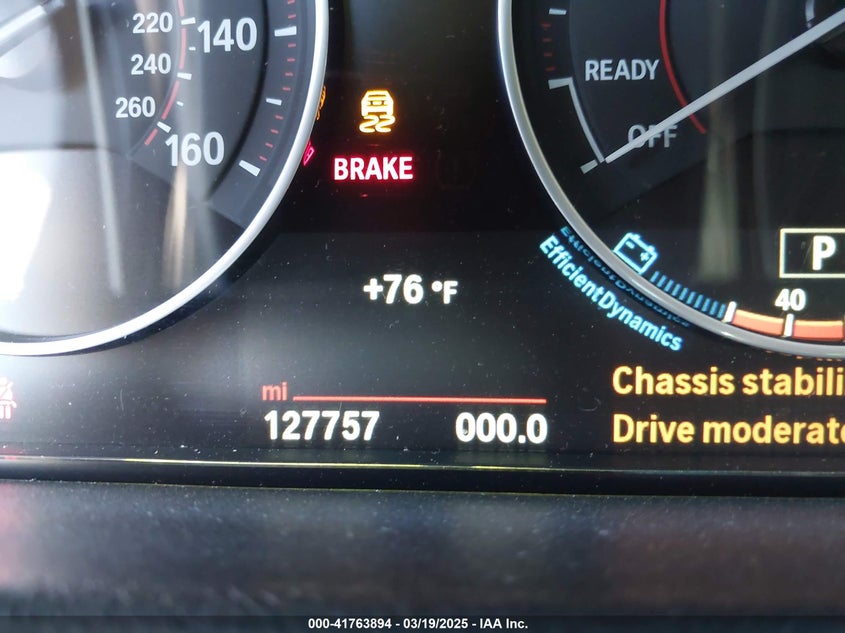 220
140
240
260
160
BRAKE
READY
OFF
P
+76 °F
EfficientDynamics
40
mi
127757 000.0
Chassis stabili
Drive moderate
000-41763894 - 03/19/2025 - IAA Inc.